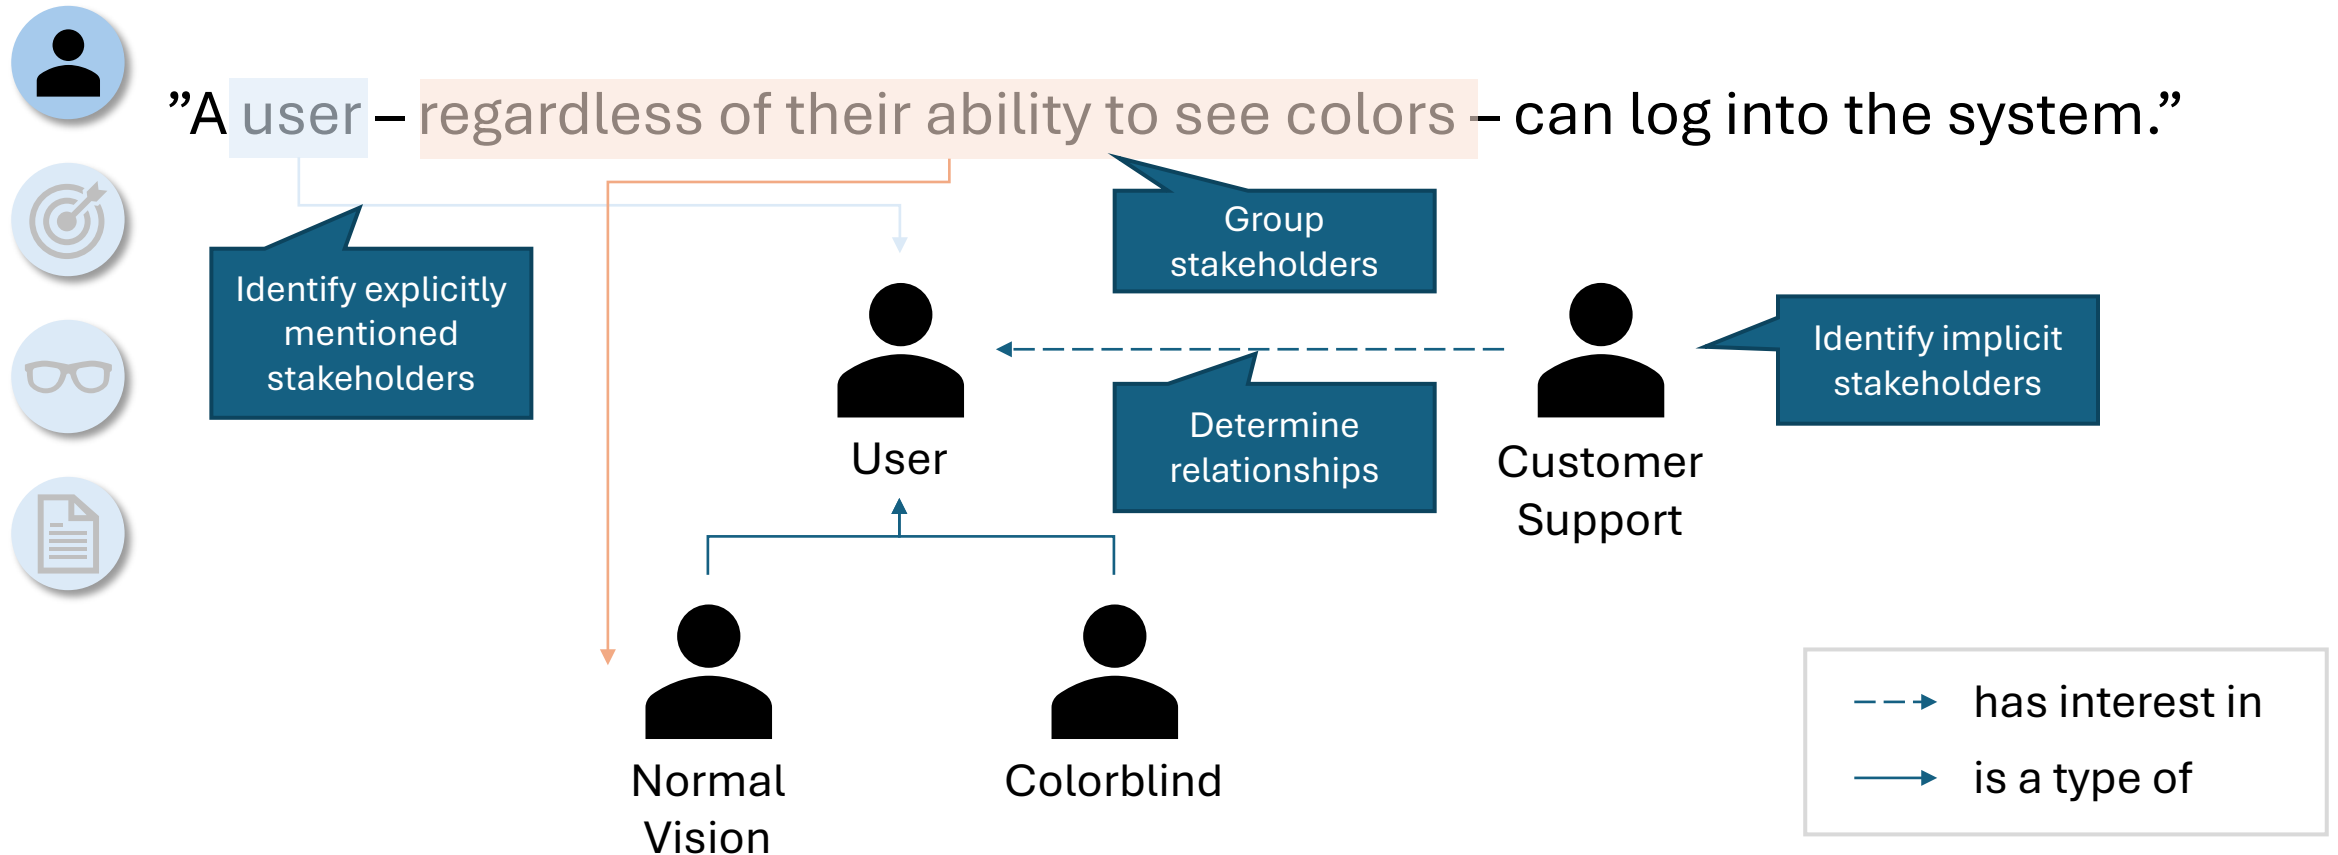 ”A user – regardless of their ability to see colors – can log into the system.”
Group
stakeholders
Identify explicitly
mentioned
stakeholders
Identify implicit
stakeholders
Determine
relationships
User
Customer
Support
Normal
Vision
Colorblind
has interest in
is a type of